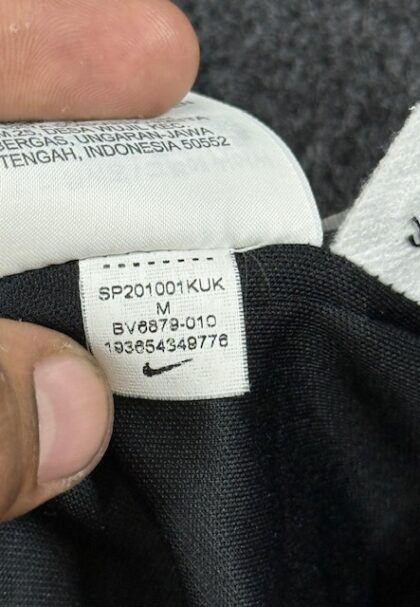 BERGAS, UNGARAN JAWA
TENGAH, INDONESIA 50552
SP201001KUK
M
BV6879-010
193654349776